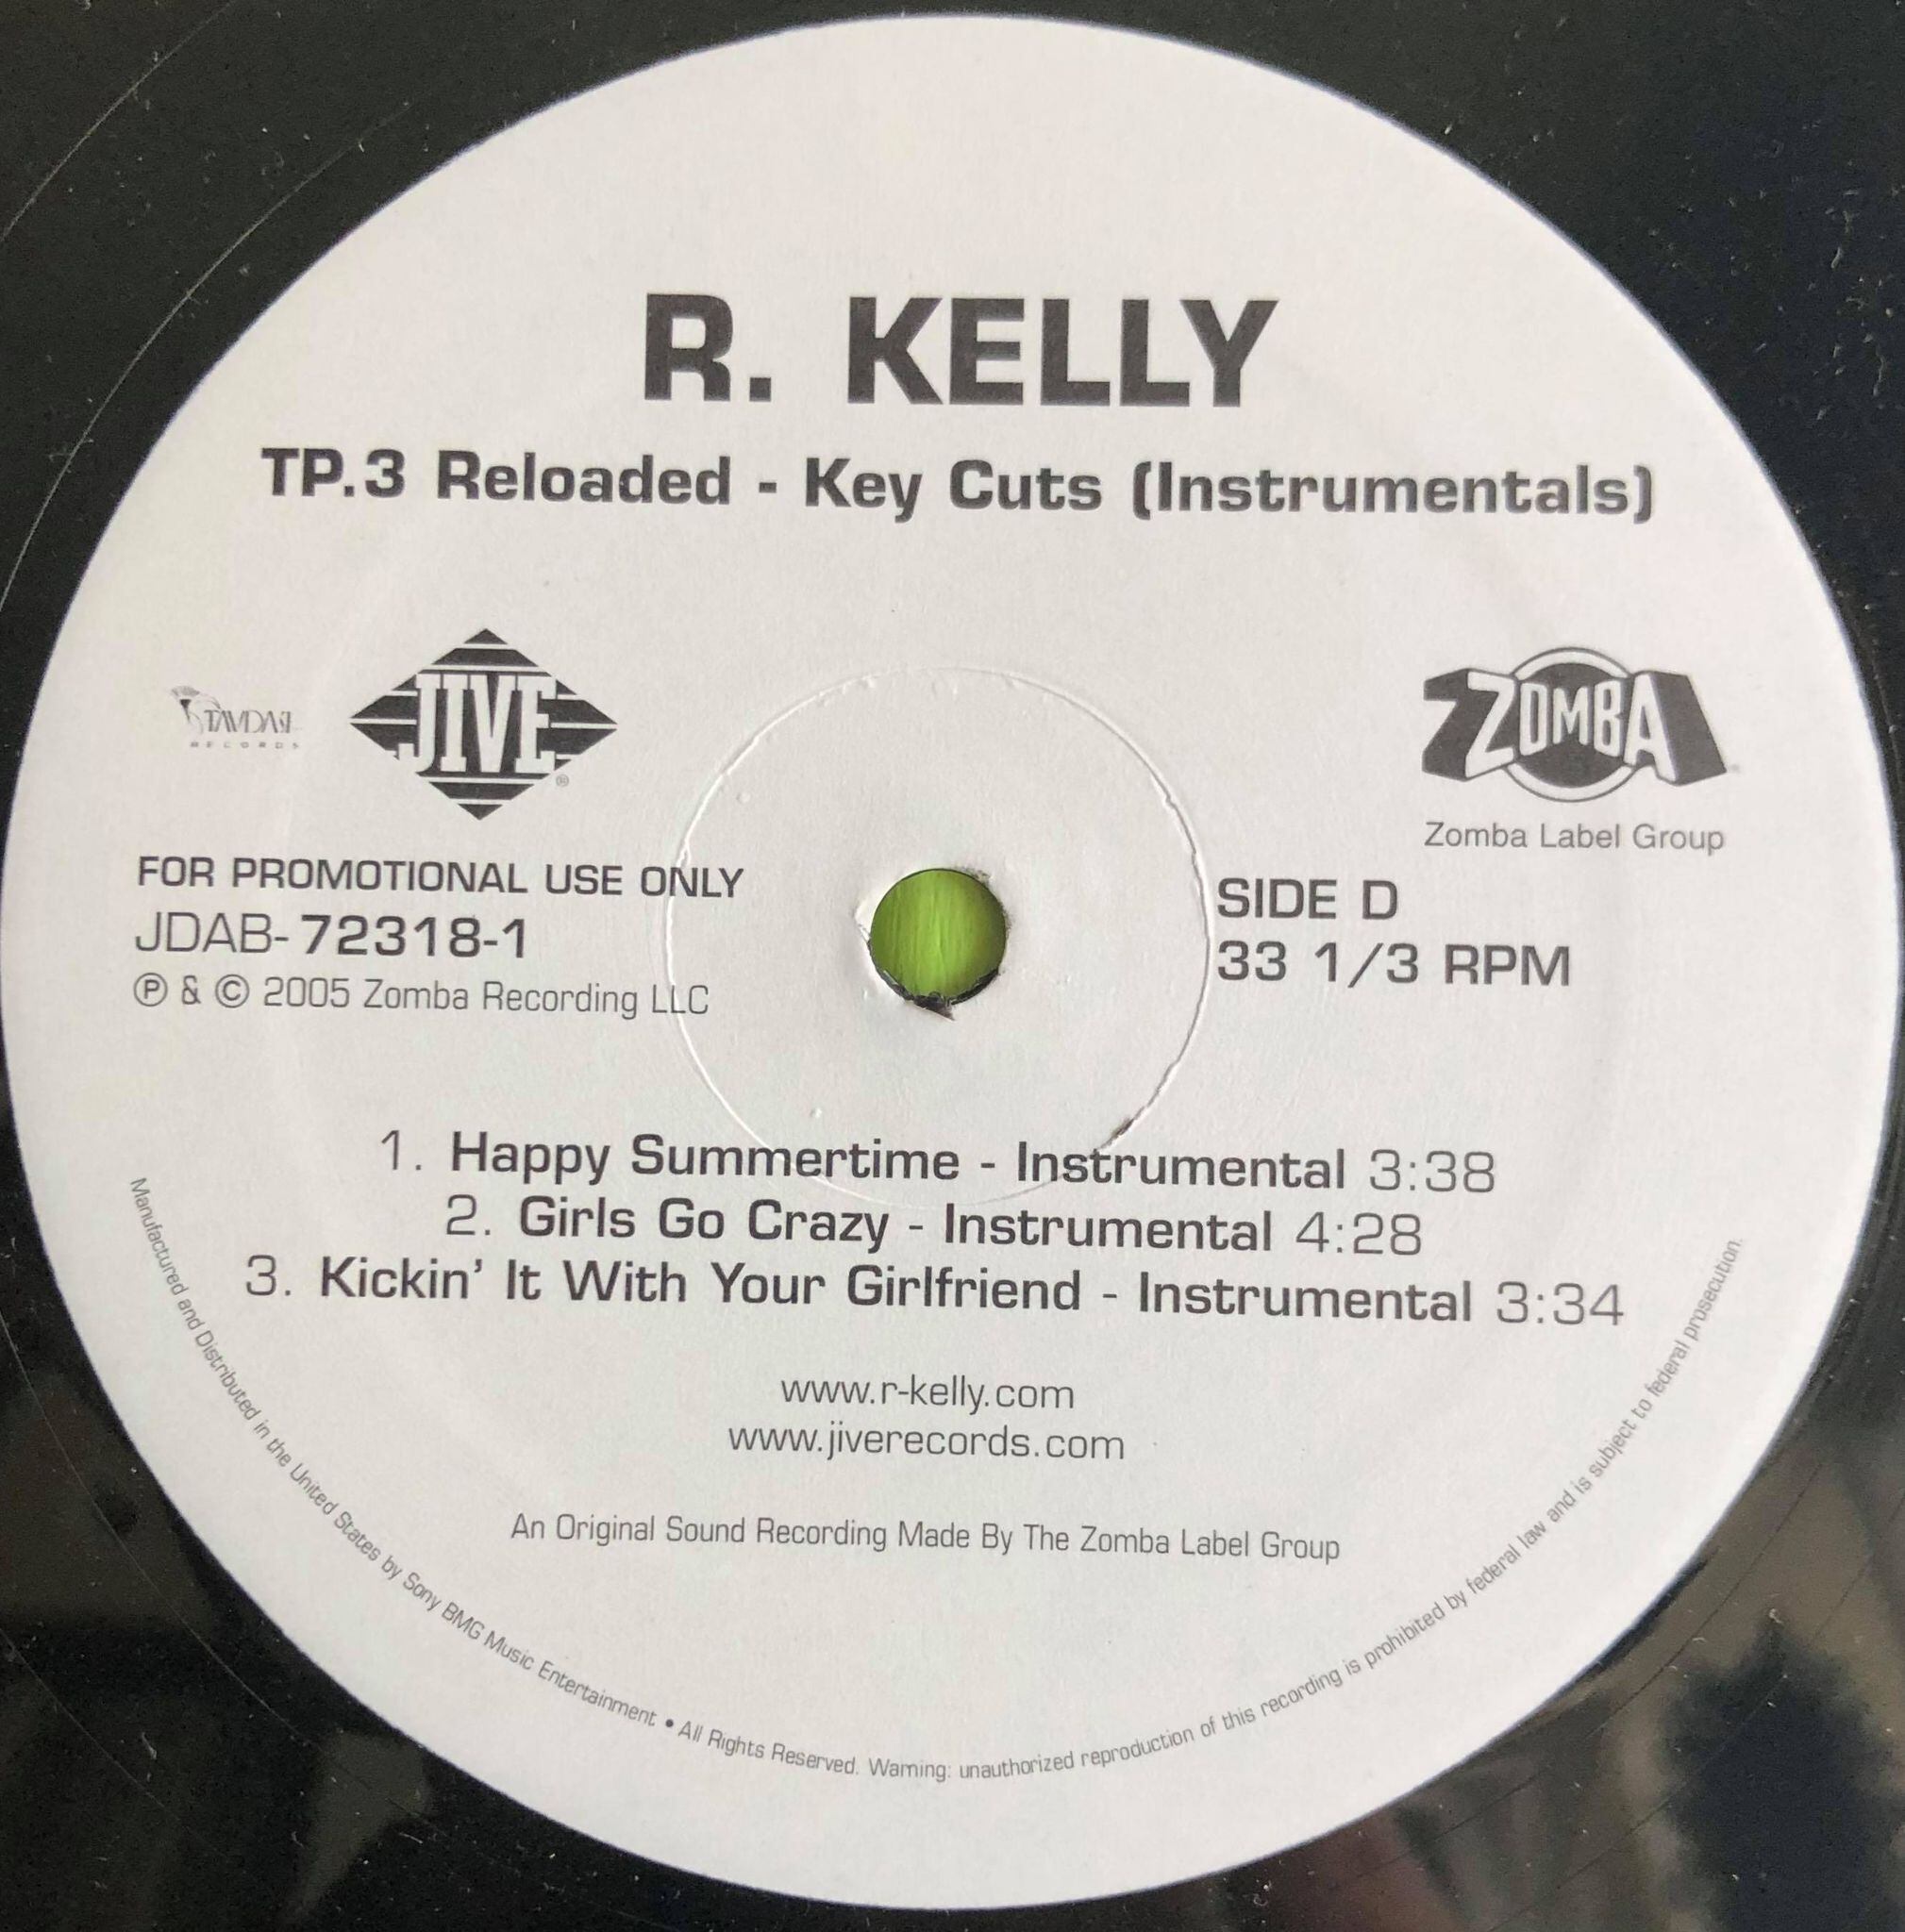 R. KELLY
TP.3 Reloaded - Key Cuts (Instrumentals)
RECORDS
JIVE
®
ZOMBA
Zomba Label Group
FOR PROMOTIONAL USE ONLY
JDAB-72318-1
℗ & © 2005 Zomba Recording LLC
SIDE D
33 1/3 RPM
1. Happy Summertime - Instrumental 3:38
2. Girls Go Crazy - Instrumental 4:28
3. Kickin' It With Your Girlfriend - Instrumental 3:34
www.r-kelly.com
www.jiverecords.com
An Original Sound Recording Made By The Zomba Label Group
Manufactured and Distributed in the United States by Sony BMG Music Entertainment • All Rights Reserved. Warning: unauthorized reproduction of this recording is prohibited by federal law and is subject to federal prosecution.